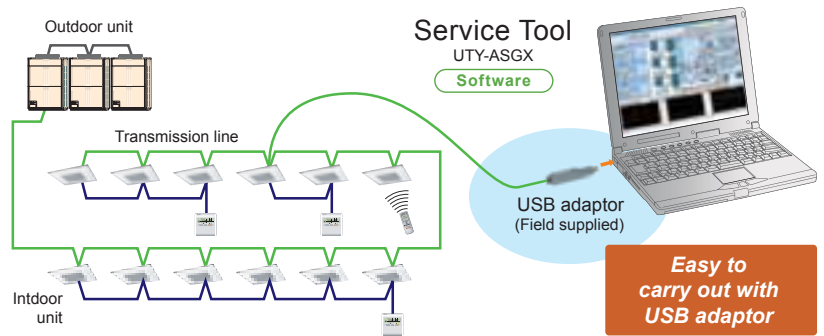 Outdoor unit
Service Tool
UTY-ASGX
Software
Transmission line
USB adaptor
(Field supplied)
Intdoor
unit
Easy to
carry out with
USB adaptor